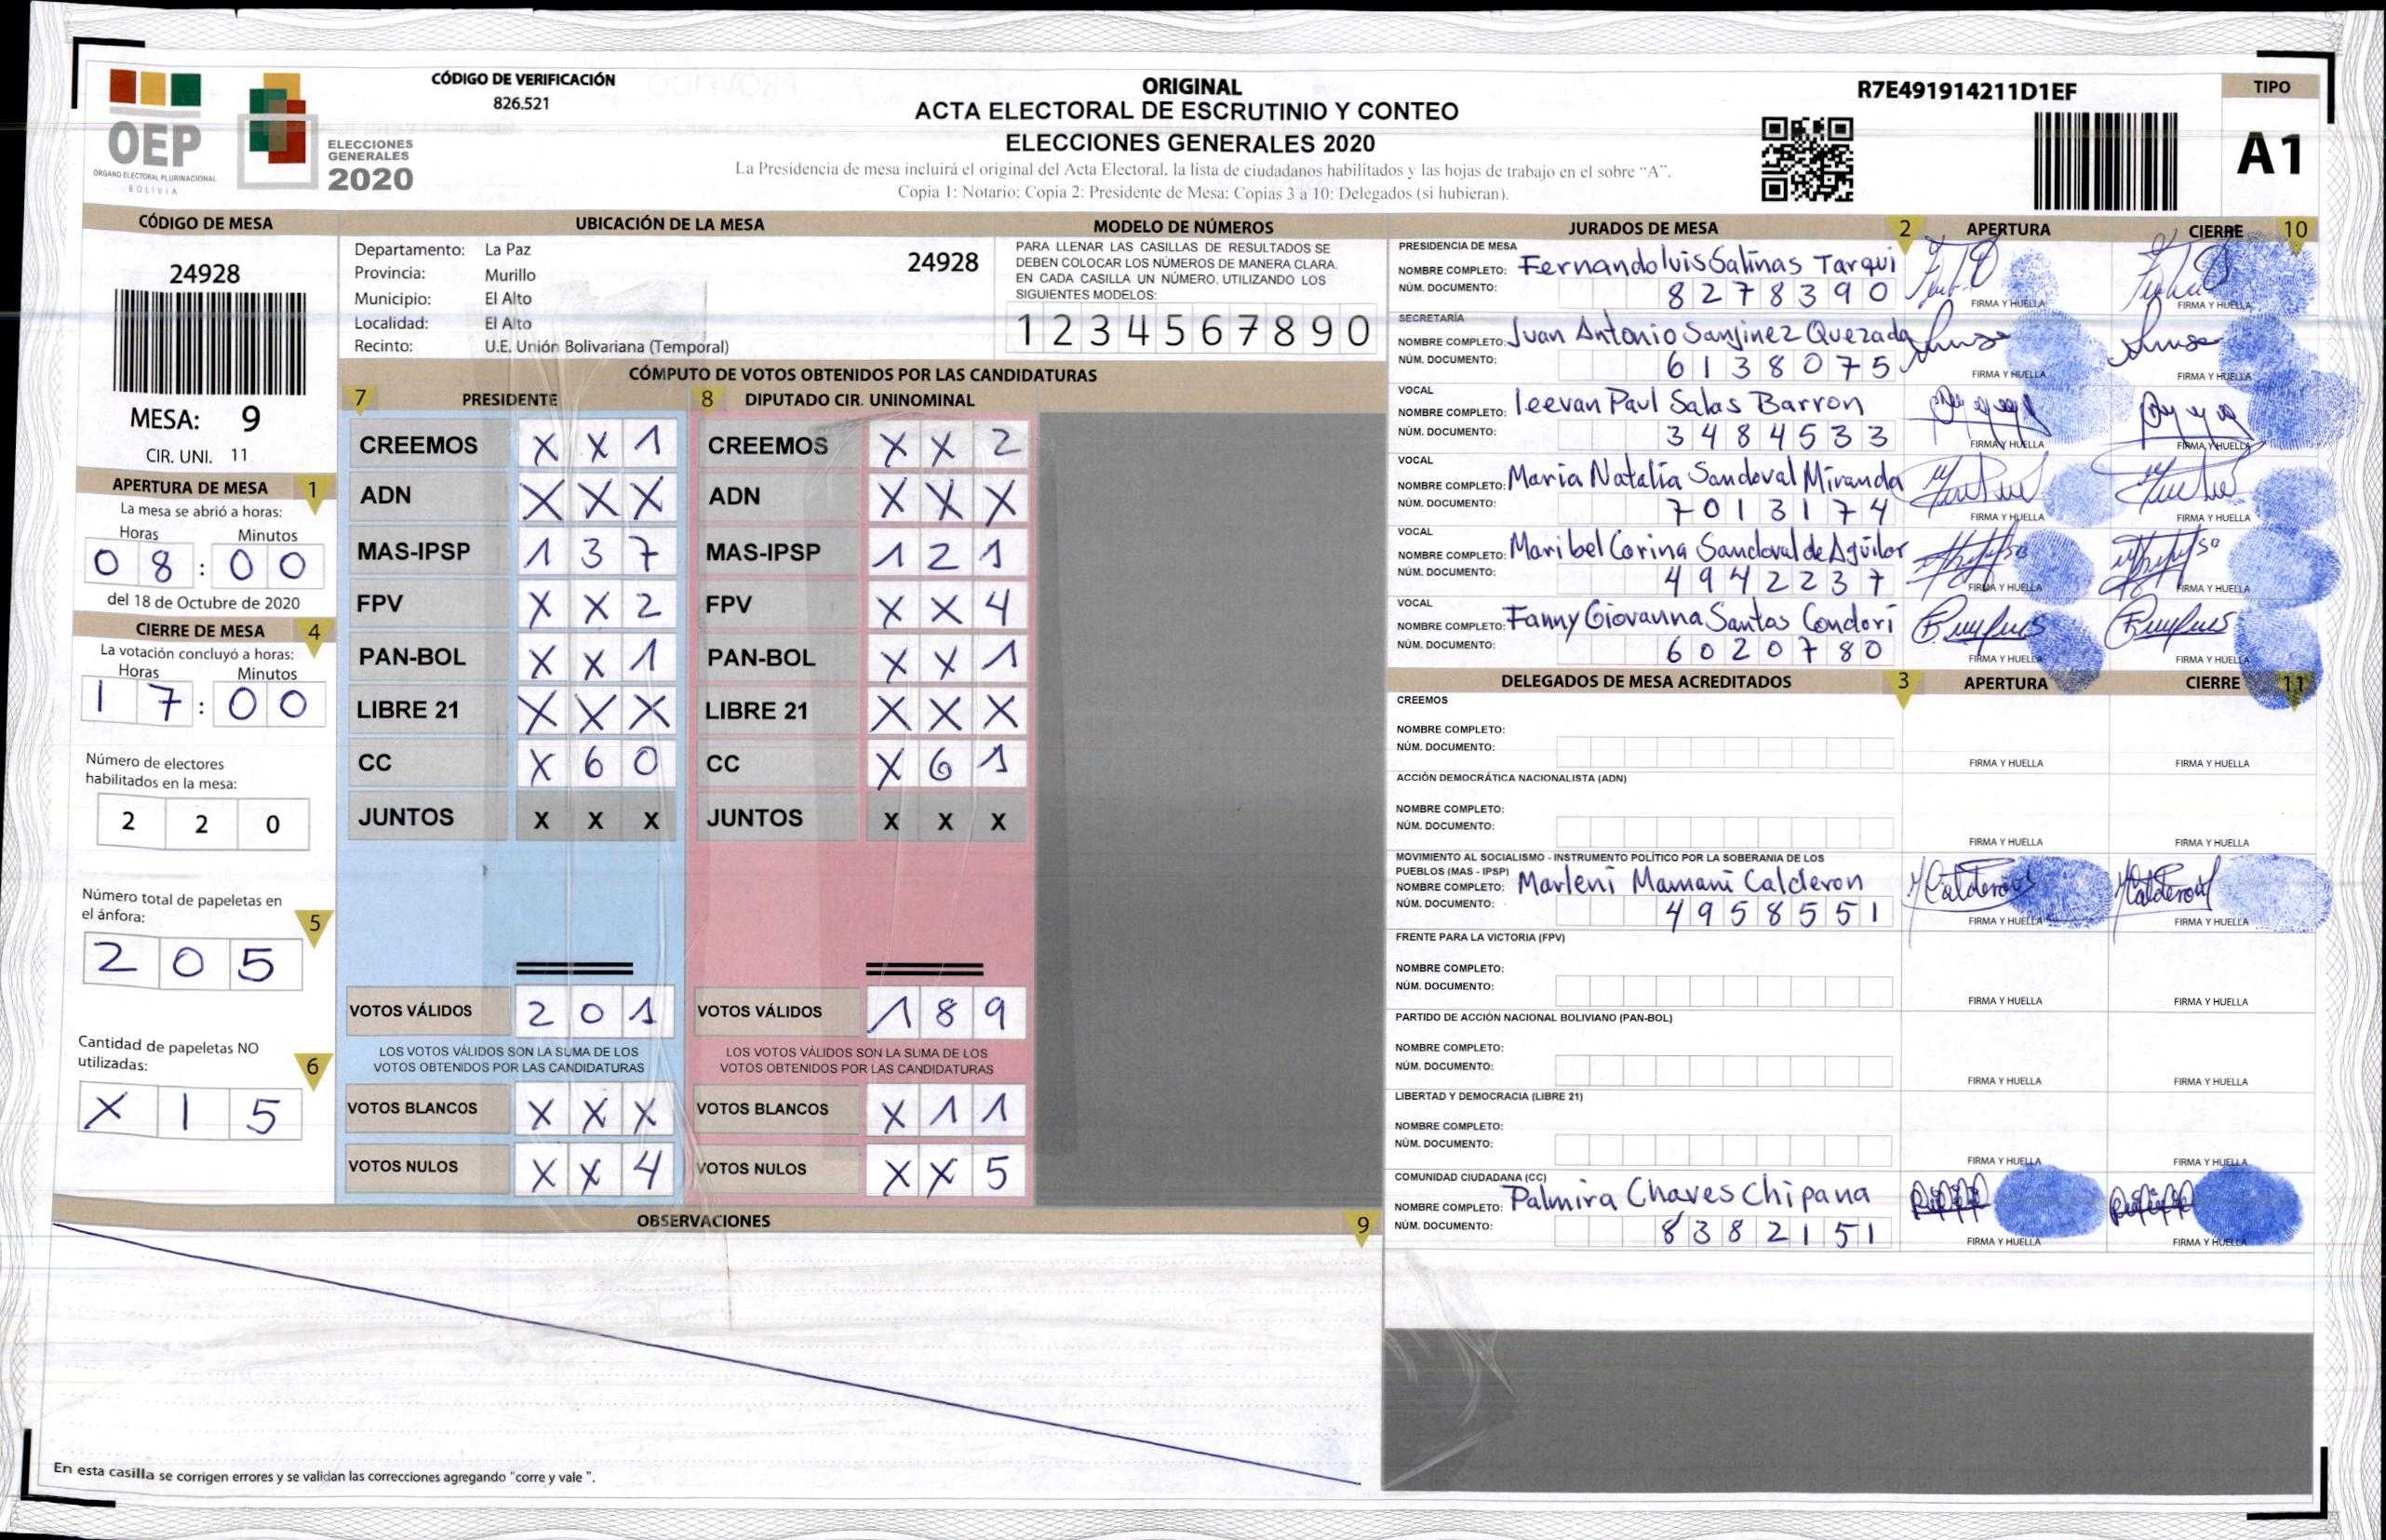 OEP
ÓRGANO ELECTORAL PLURINACIONAL
BOLIVIA
ELECCIONES
GENERALES
2020
CÓDIGO DE VERIFICACIÓN
826.521
ORIGINAL
ACTA ELECTORAL DE ESCRUTINIO Y CONTEO
ELECCIONES GENERALES 2020
La Presidencia de mesa incluirá el original del Acta Electoral, la lista de ciudadanos habilitados y las hojas de trabajo en el sobre "A".
Copia 1: Notario; Copia 2: Presidente de Mesa; Copias 3 a 10: Delegados (si hubieran).
R7E491914211D1EF
TIPO
A1
CÓDIGO DE MESA
24928
MESA: 9
CIR. UNI. 11
APERTURA DE MESA 1
La mesa se abrió a horas:
Horas Minutos
0 8 : 0 0
del 18 de Octubre de 2020
CIERRE DE MESA 4
La votación concluyó a horas:
Horas Minutos
1 7 : 0 0
Número de electores
habilitados en la mesa:
2 2 0
Número total de papeletas en
el ánfora: 5
2 0 5
Cantidad de papeletas NO
utilizadas: 6
X 1 5
UBICACIÓN DE LA MESA
Departamento: La Paz
24928
Provincia: Murillo
Municipio: El Alto
Localidad: El Alto
Recinto: U.E. Unión Bolivariana (Temporal)
MODELO DE NÚMEROS
PARA LLENAR LAS CASILLAS DE RESULTADOS SE
DEBEN COLOCAR LOS NÚMEROS DE MANERA CLARA.
EN CADA CASILLA UN NÚMERO, UTILIZANDO LOS
SIGUIENTES MODELOS:
1 2 3 4 5 6 7 8 9 0
CÓMPUTO DE VOTOS OBTENIDOS POR LAS CANDIDATURAS
7 PRESIDENTE
CREEMOS X X 1
ADN X X X
MAS-IPSP 1 3 7
FPV X X 2
PAN-BOL X X 1
LIBRE 21 X X X
CC X 6 0
JUNTOS X X X
VOTOS VÁLIDOS 2 0 1
LOS VOTOS VÁLIDOS SON LA SUMA DE LOS
VOTOS OBTENIDOS POR LAS CANDIDATURAS
VOTOS BLANCOS X X X
VOTOS NULOS X X 4
8 DIPUTADO CIR. UNINOMINAL
CREEMOS X X 2
ADN X X X
MAS-IPSP 1 2 1
FPV X X 4
PAN-BOL X X 1
LIBRE 21 X X X
CC X 6 1
JUNTOS X X X
VOTOS VÁLIDOS 1 8 9
LOS VOTOS VÁLIDOS SON LA SUMA DE LOS
VOTOS OBTENIDOS POR LAS CANDIDATURAS
VOTOS BLANCOS X 1 1
VOTOS NULOS X X 5
OBSERVACIONES 9
En esta casilla se corrigen errores y se validan las correcciones agregando "corre y vale ".
JURADOS DE MESA 2 APERTURA CIERRE 10
PRESIDENCIA DE MESA
NOMBRE COMPLETO: Fernando luis Salinas Tarqui
NÚM. DOCUMENTO: 8278390
FIRMA Y HUELLA FIRMA Y HUELLA
SECRETARÍA
NOMBRE COMPLETO: Juan Antonio Sanjinez Quezada
NÚM. DOCUMENTO: 6138075
FIRMA Y HUELLA FIRMA Y HUELLA
VOCAL
NOMBRE COMPLETO: Ieevan Paul Salas Barron
NÚM. DOCUMENTO: 3484533
FIRMA Y HUELLA FIRMA Y HUELLA
VOCAL
NOMBRE COMPLETO: Maria Natalia Sandoval Miranda
NÚM. DOCUMENTO: 7013174
FIRMA Y HUELLA FIRMA Y HUELLA
VOCAL
NOMBRE COMPLETO: Maribel Corina Sandoval de Aguilar
NÚM. DOCUMENTO: 4942237
FIRMA Y HUELLA FIRMA Y HUELLA
VOCAL
NOMBRE COMPLETO: Fanny Giovanna Santos Condori
NÚM. DOCUMENTO: 6020780
FIRMA Y HUELLA FIRMA Y HUELLA
DELEGADOS DE MESA ACREDITADOS 3 APERTURA CIERRE 11
CREEMOS
NOMBRE COMPLETO:
NÚM. DOCUMENTO:
FIRMA Y HUELLA FIRMA Y HUELLA
ACCIÓN DEMOCRÁTICA NACIONALISTA (ADN)
NOMBRE COMPLETO:
NÚM. DOCUMENTO:
FIRMA Y HUELLA FIRMA Y HUELLA
MOVIMIENTO AL SOCIALISMO - INSTRUMENTO POLÍTICO POR LA SOBERANIA DE LOS
PUEBLOS (MAS - IPSP)
NOMBRE COMPLETO: Marleni Mamani Calderon
NÚM. DOCUMENTO: 4958551
FIRMA Y HUELLA FIRMA Y HUELLA
FRENTE PARA LA VICTORIA (FPV)
NOMBRE COMPLETO:
NÚM. DOCUMENTO:
FIRMA Y HUELLA FIRMA Y HUELLA
PARTIDO DE ACCIÓN NACIONAL BOLIVIANO (PAN-BOL)
NOMBRE COMPLETO:
NÚM. DOCUMENTO:
FIRMA Y HUELLA FIRMA Y HUELLA
LIBERTAD Y DEMOCRACIA (LIBRE 21)
NOMBRE COMPLETO:
NÚM. DOCUMENTO:
FIRMA Y HUELLA FIRMA Y HUELLA
COMUNIDAD CIUDADANA (CC)
NOMBRE COMPLETO: Palmira Chaves Chipana
NÚM. DOCUMENTO: 8382151
FIRMA Y HUELLA FIRMA Y HUELLA